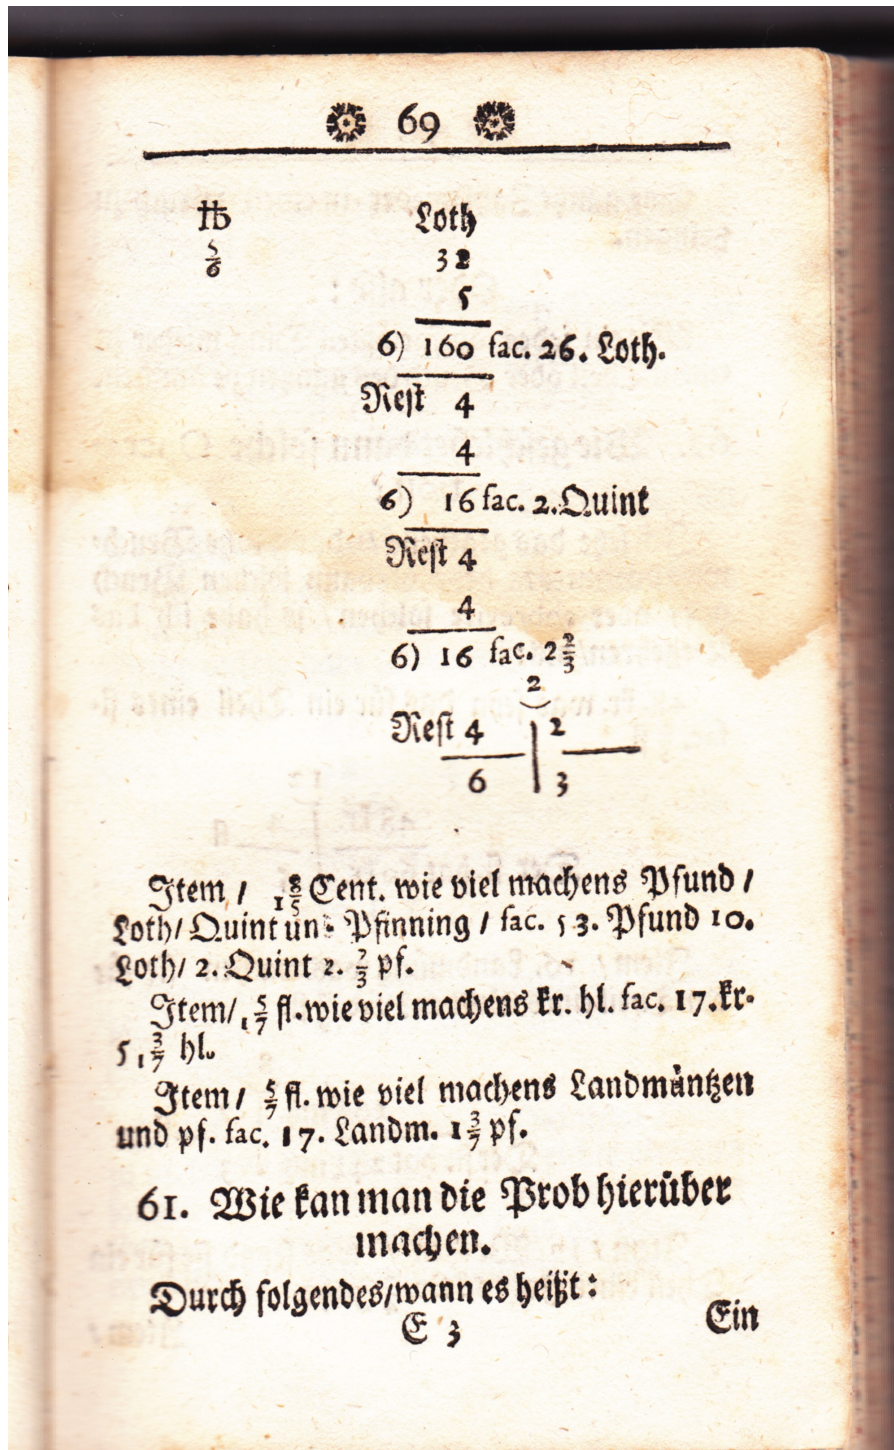 69
℔ Loth
5/6 32
5
6) 160 fac. 26. Loth.
Rest 4
4
6) 16 fac. 2. Quint
Rest 4
4
6) 16 fac. 2 2/3
2
Rest 4 | 2
6 | 3
Item / 1 8/15 Cent. wie viel machens Pfund /
Loth / Quint un- Pfinning / fac. 53. Pfund 10.
Loth / 2. Quint 2. 2/3 pf.
Item / 5/7 fl. wie viel machens kr. hl. fac. 17. kr.
5 1 3/7 hl.
Item / 5/7 fl. wie viel machens Landmüntzen
und pf. fac. 17. Landm. 1 3/7 pf.
61. Wie kan man die Prob hierüber
machen.
Durch folgendes / wann es heißt:
E 3 Ein